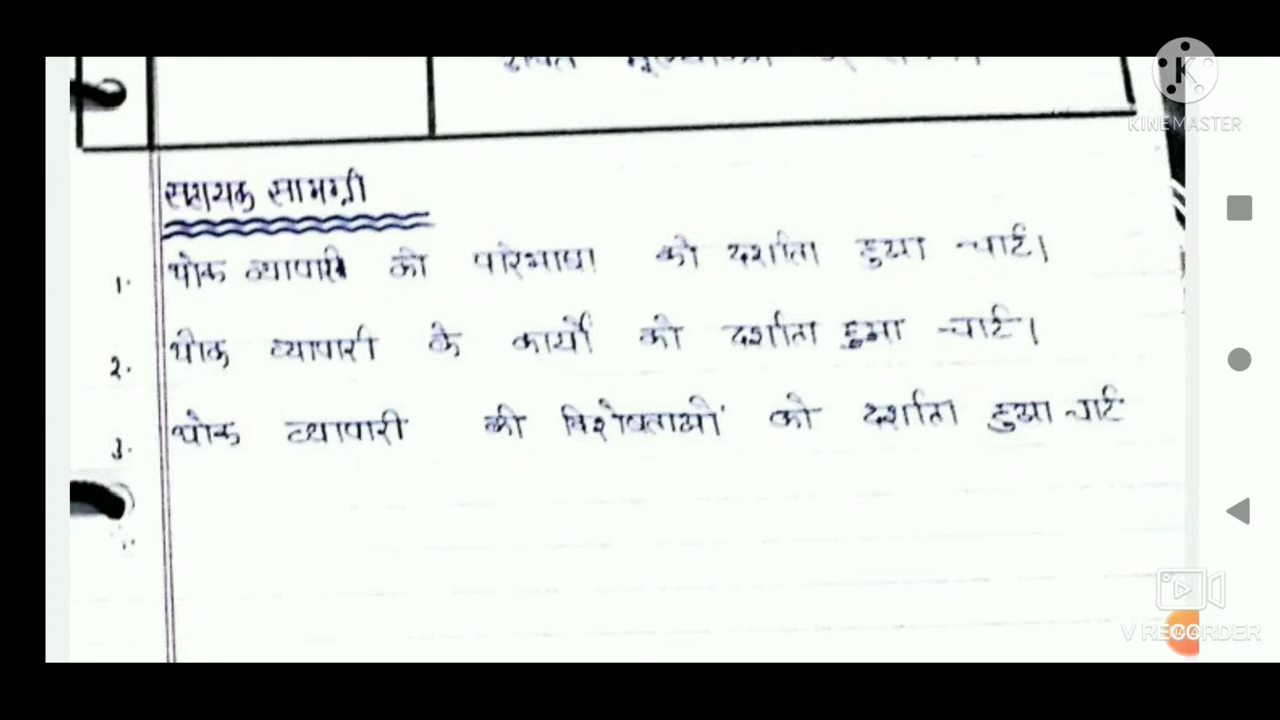 सहायक सामग्री
1. थोक व्यापारी की परिभाषा को दर्शाता हुआ चार्ट।
2. थोक व्यापारी के कार्यों को दर्शाता हुआ चार्ट।
3. थोक व्यापारी की विशेषताओं को दर्शाता हुआ चार्ट
KINEMASTER
V RECORDER